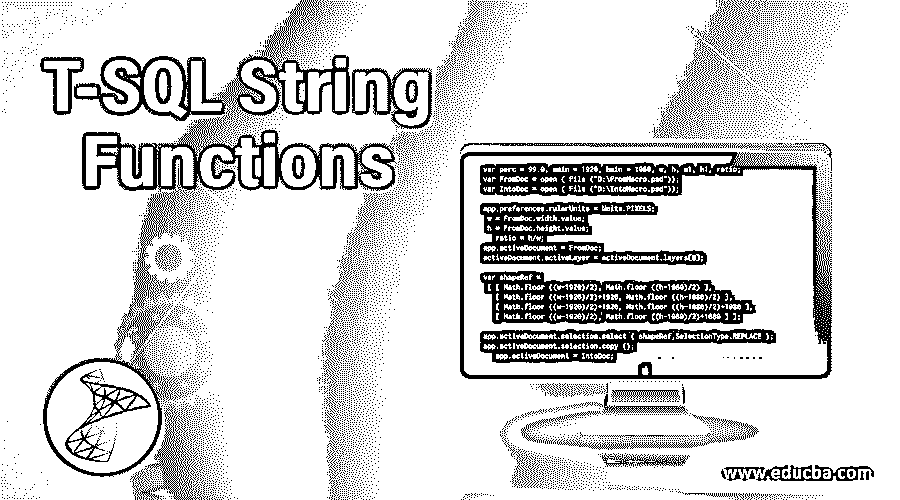 T-SQL String
Functions
var perc = 99.0, wmin = 1920, hmin = 1080, w, h, w1, h1, ratio;
var FromDoc = open ( File ("D:\FromMacro.psd"));
var IntoDoc = open ( File ("D:\IntoMacro.psd"));
app.preferences.rulerUnits = Units.PIXELS;
w = FromDoc.width.value;
h = FromDoc.height.value;
ratio = h/w;
app.activeDocument = FromDoc;
activeDocument.activeLayer = activeDocument.layers[0];
var shapeRef =
[ [ Math.floor ((w-1920)/2), Math.floor ((h-1080)/2) ],
[ Math.floor ((w-1920)/2)+1920, Math.floor ((h-1080)/2) ],
[ Math.floor ((w-1920)/2)+1920, Math.floor ((h-1080)/2)+1080 ],
[ Math.floor ((w-1920)/2), Math.floor ((h-1080)/2)+1080 ] ];
app.activeDocument.selection.select ( shapeRef,SelectionType.REPLACE );
app.activeDocument.selection.copy ();
app.activeDocument = IntoDoc;
www.educba.com